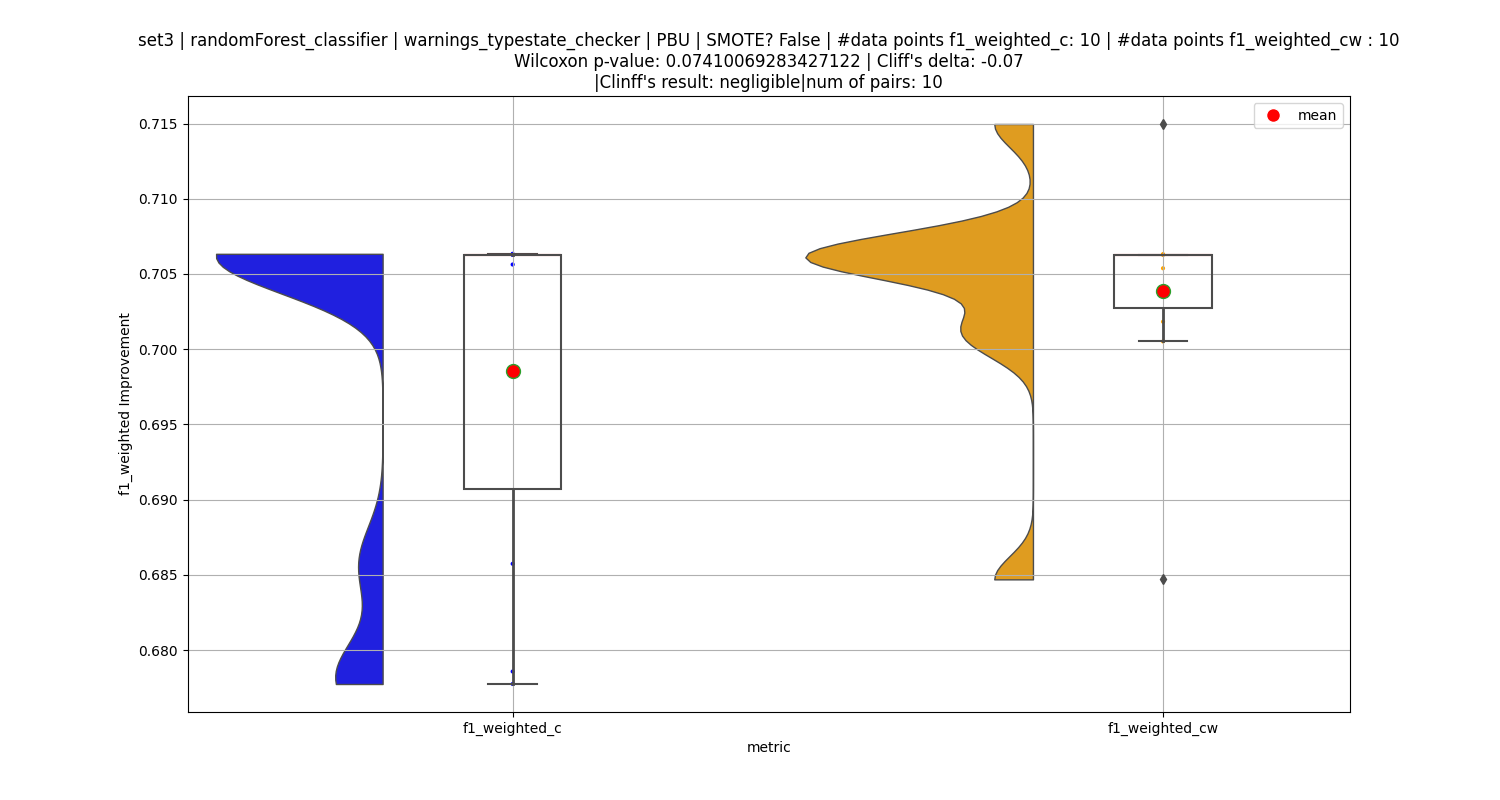 set3 | randomForest_classifier | warnings_typestate_checker | PBU | SMOTE? False | #data points f1_weighted_c: 10 | #data points f1_weighted_cw : 10
Wilcoxon p-value: 0.07410069283427122 | Cliff's delta: -0.07
|Clinff's result: negligible|num of pairs: 10
mean
0.715
0.710
0.705
0.700
0.695
0.690
0.685
0.680
f1_weighted Improvement
f1_weighted_c
f1_weighted_cw
metric